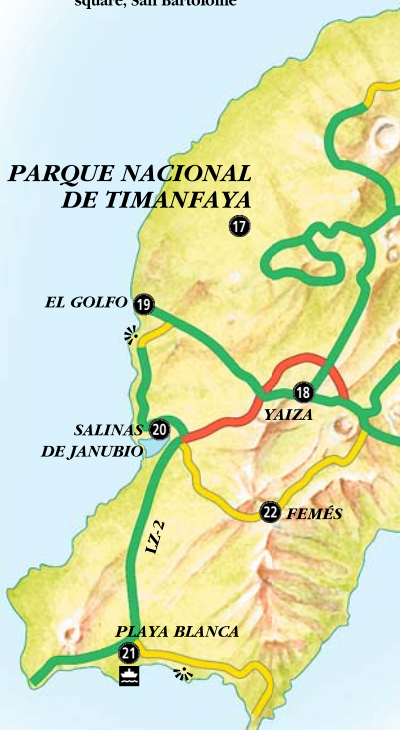 square, San Bartolomé
PARQUE NACIONAL
DE TIMANFAYA
17
EL GOLFO 19
18
YAIZA
SALINAS 20
DE JANUBIO
22 FEMÉS
LZ-2
PLAYA BLANCA
21